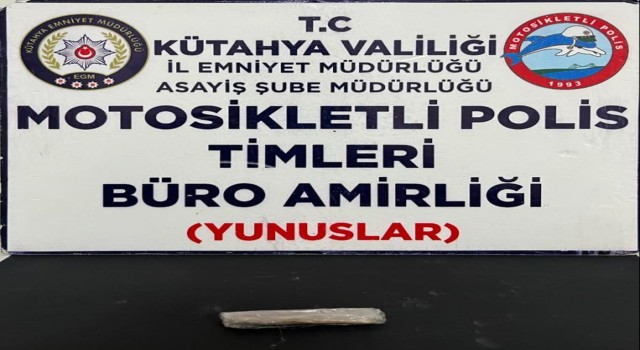 T.C
KÜTAHYA VALİLİĞİ
İL EMNİYET MÜDÜRLÜĞÜ
ASAYİŞ ŞUBE MÜDÜRLÜĞÜ
MOTOSİKLETLİ POLİS
TİMLERİ
BÜRO AMİRLİĞİ
(YUNUSLAR)
KÜTAHYA EMNİYET MÜDÜRLÜĞÜ
EGM
MOTOSİKLETLİ POLİS
1993